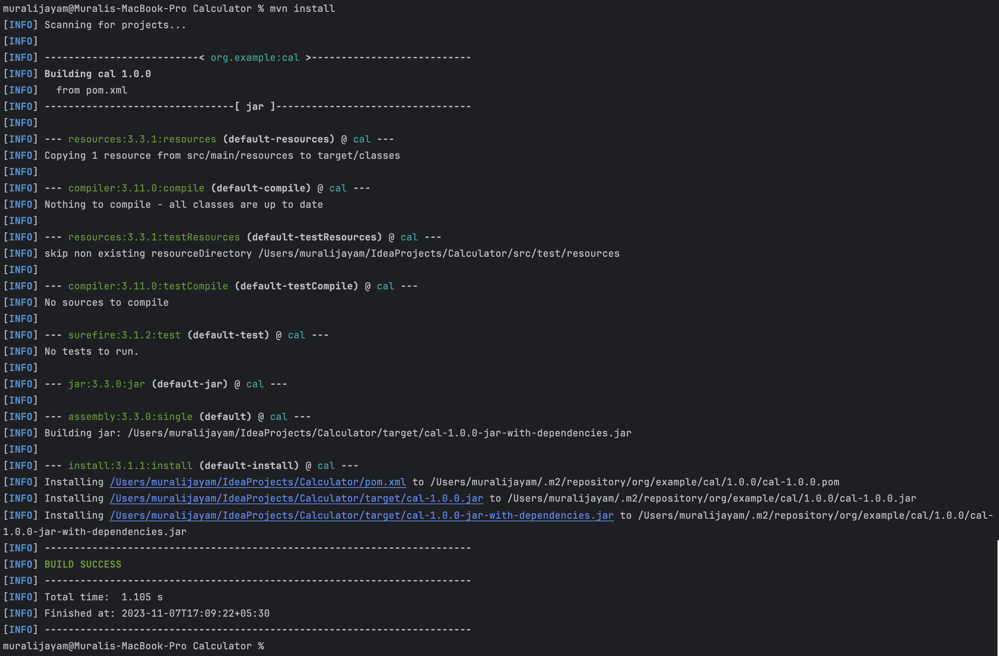 muralijayam@Muralis-MacBook-Pro Calculator % mvn install
[INFO] Scanning for projects...
[INFO]
[INFO] --------------------------< org.example:cal >---------------------------
[INFO] Building cal 1.0.0
[INFO]   from pom.xml
[INFO] --------------------------------[ jar ]---------------------------------
[INFO]
[INFO] --- resources:3.3.1:resources (default-resources) @ cal ---
[INFO] Copying 1 resource from src/main/resources to target/classes
[INFO]
[INFO] --- compiler:3.11.0:compile (default-compile) @ cal ---
[INFO] Nothing to compile - all classes are up to date
[INFO]
[INFO] --- resources:3.3.1:testResources (default-testResources) @ cal ---
[INFO] skip non existing resourceDirectory /Users/muralijayam/IdeaProjects/Calculator/src/test/resources
[INFO]
[INFO] --- compiler:3.11.0:testCompile (default-testCompile) @ cal ---
[INFO] No sources to compile
[INFO]
[INFO] --- surefire:3.1.2:test (default-test) @ cal ---
[INFO] No tests to run.
[INFO]
[INFO] --- jar:3.3.0:jar (default-jar) @ cal ---
[INFO]
[INFO] --- assembly:3.3.0:single (default) @ cal ---
[INFO] Building jar: /Users/muralijayam/IdeaProjects/Calculator/target/cal-1.0.0-jar-with-dependencies.jar
[INFO]
[INFO] --- install:3.1.1:install (default-install) @ cal ---
[INFO] Installing /Users/muralijayam/IdeaProjects/Calculator/pom.xml to /Users/muralijayam/.m2/repository/org/example/cal/1.0.0/cal-1.0.0.pom
[INFO] Installing /Users/muralijayam/IdeaProjects/Calculator/target/cal-1.0.0.jar to /Users/muralijayam/.m2/repository/org/example/cal/1.0.0/cal-1.0.0.jar
[INFO] Installing /Users/muralijayam/IdeaProjects/Calculator/target/cal-1.0.0-jar-with-dependencies.jar to /Users/muralijayam/.m2/repository/org/example/cal/1.0.0/cal-
1.0.0-jar-with-dependencies.jar
[INFO] ------------------------------------------------------------------------
[INFO] BUILD SUCCESS
[INFO] ------------------------------------------------------------------------
[INFO] Total time:  1.105 s
[INFO] Finished at: 2023-11-07T17:09:22+05:30
[INFO] ------------------------------------------------------------------------
muralijayam@Muralis-MacBook-Pro Calculator %